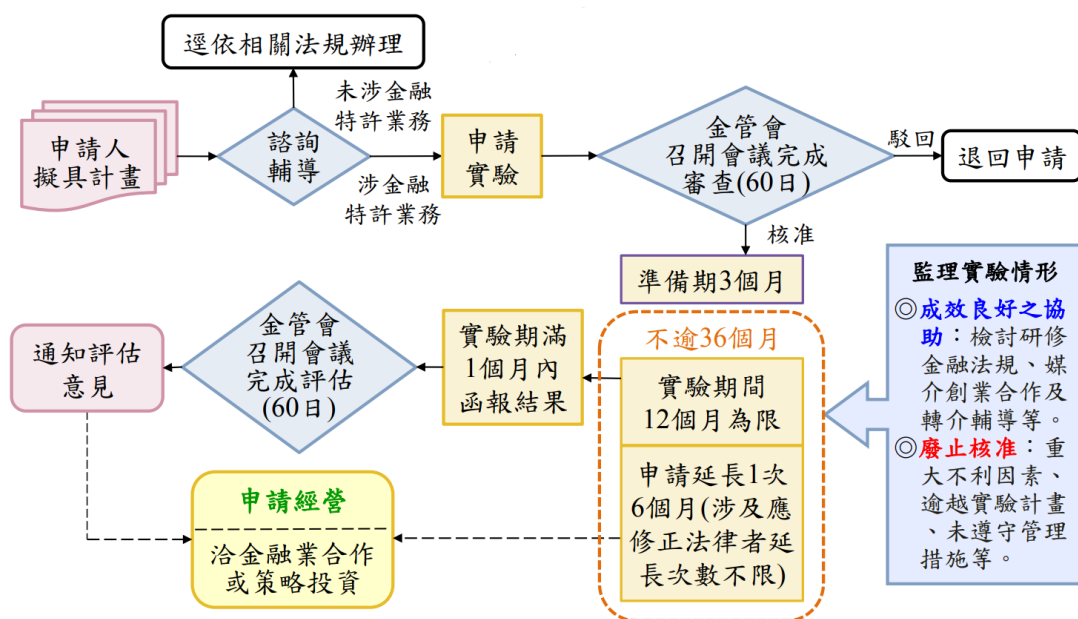 逕依相關法規辦理
申請人
擬具計畫
諮詢
輔導
未涉金融
特許業務
涉金融
特許業務
申請
實驗
金管會
召開會議完成
審查(60日)
駁回
退回申請
核准
準備期3個月
監理實驗情形
◎成效良好之協
助：檢討研修
金融法規、媒
介創業合作及
轉介輔導等。
◎廢止核准：重
大不利因素、
逾越實驗計畫
、未遵守管理
措施等。
不逾36個月
實驗期間
12個月為限
申請延長1次
6個月(涉及應
修正法律者延
長次數不限)
實驗期滿
1個月內
函報結果
金管會
召開會議
完成評估
(60日)
通知評估
意見
申請經營
洽金融業合作
或策略投資